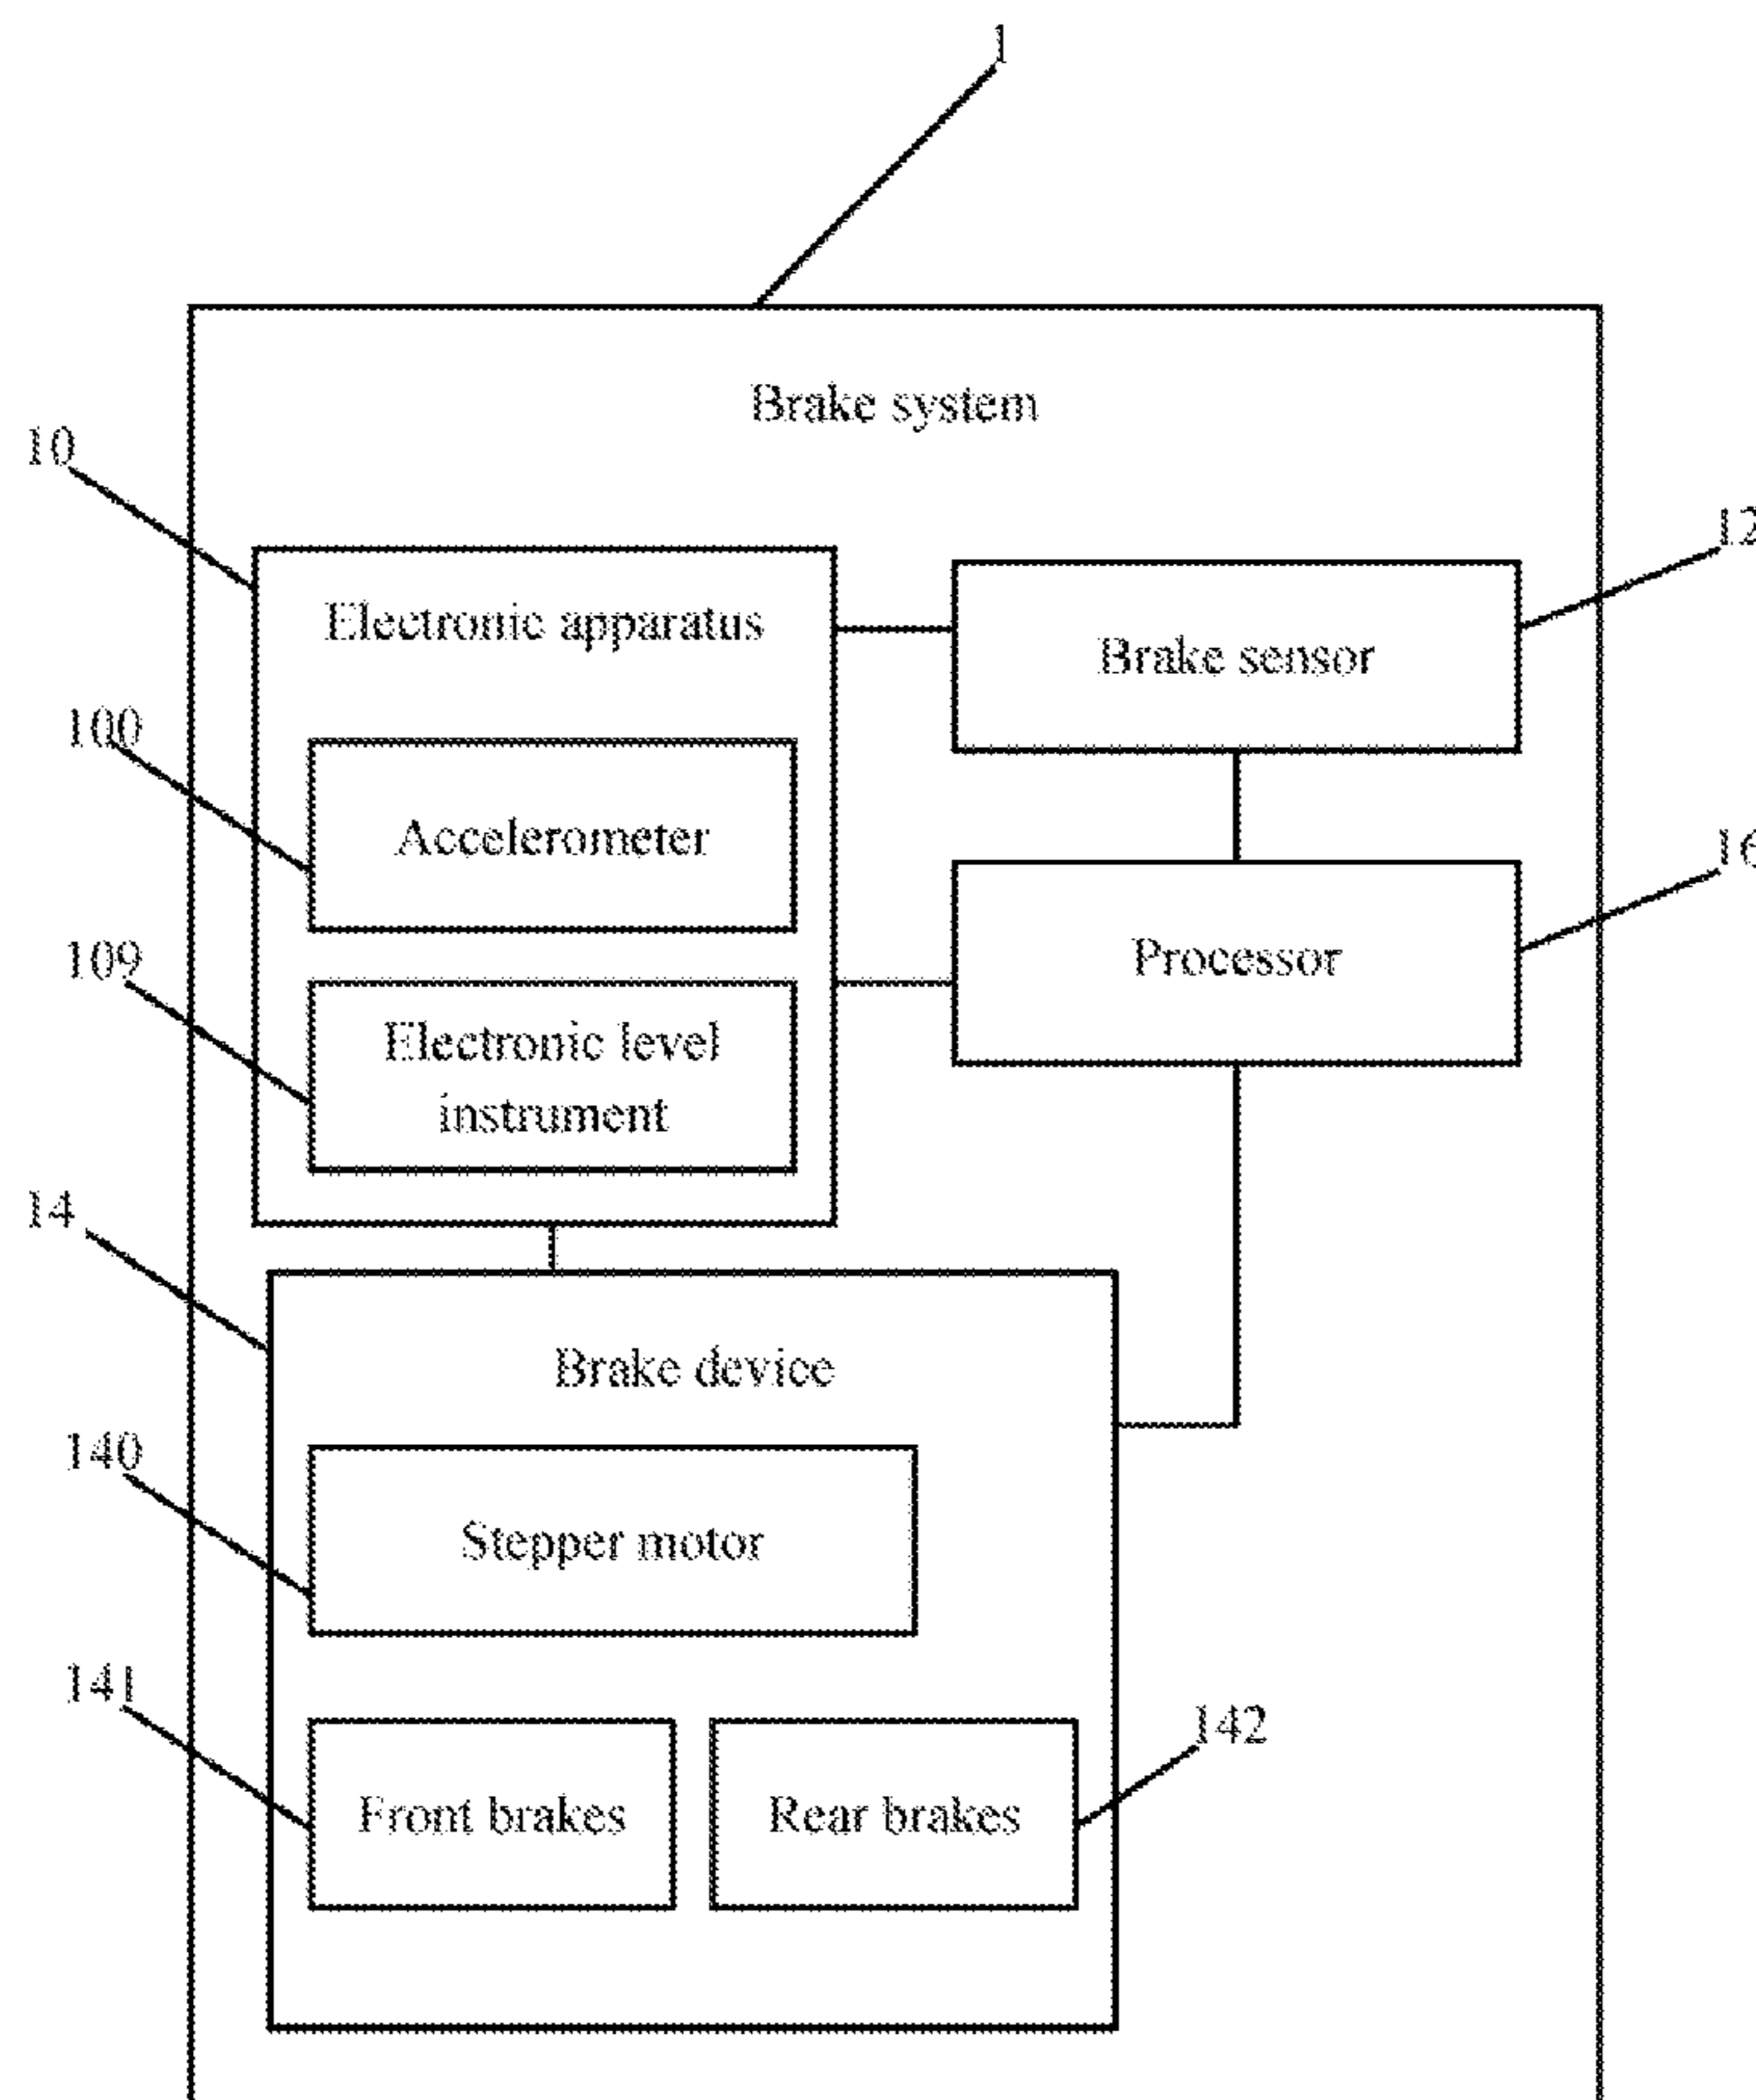 1
Brake system
10
12
Electronic apparatus
Brake sensor
100
Accelerometer
16
Processor
109
Electronic level
instrument
14
Brake device
140
Stepper motor
141
142
Front brakes
Rear brakes